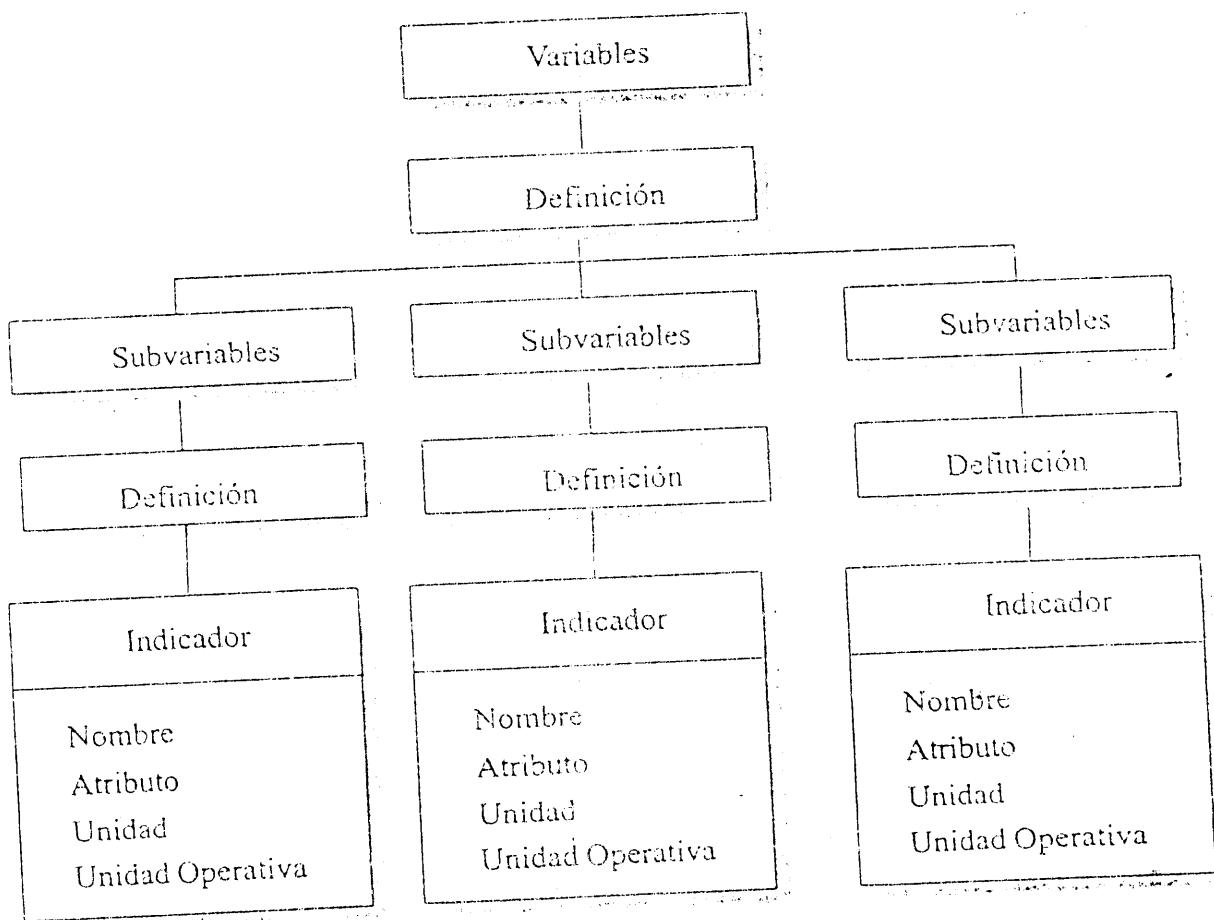 Variables
Definición
Subvariables
Subvariables
Subvariables
Definición
Definición
Definición
Indicador
Nombre
Atributo
Unidad
Unidad Operativa
Indicador
Nombre
Atributo
Unidad
Unidad Operativa
Indicador
Nombre
Atributo
Unidad
Unidad Operativa